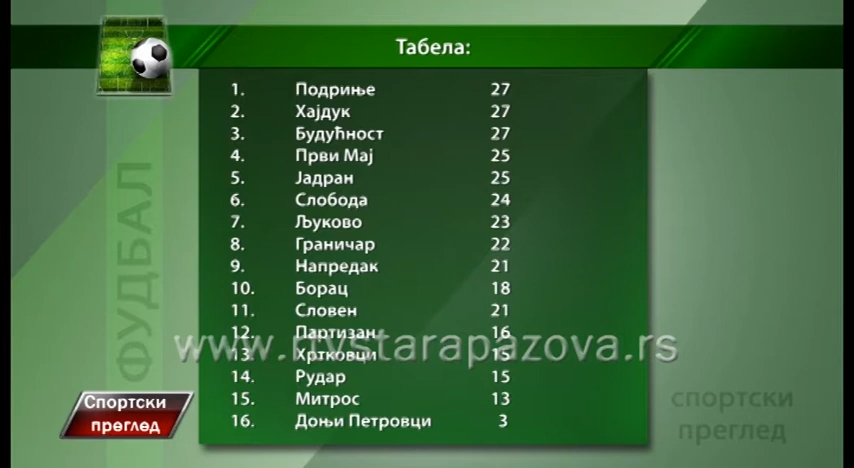 Табела:
1. Подриње 27
2. Хајдук 27
3. Будућност 27
4. Први Мај 25
5. Јадран 25
6. Слобода 24
7. Љуково 23
8. Граничар 22
9. Напредак 21
10. Борац 18
11. Словен 21
12. Партизан 16
www.rtvstarapazova.rs
13. Хртковци 15
14. Рудар 15
15. Митрос 13
16. Доњи Петровци 3
ФУДБАЛ
Спортски
преглед
спортски
преглед